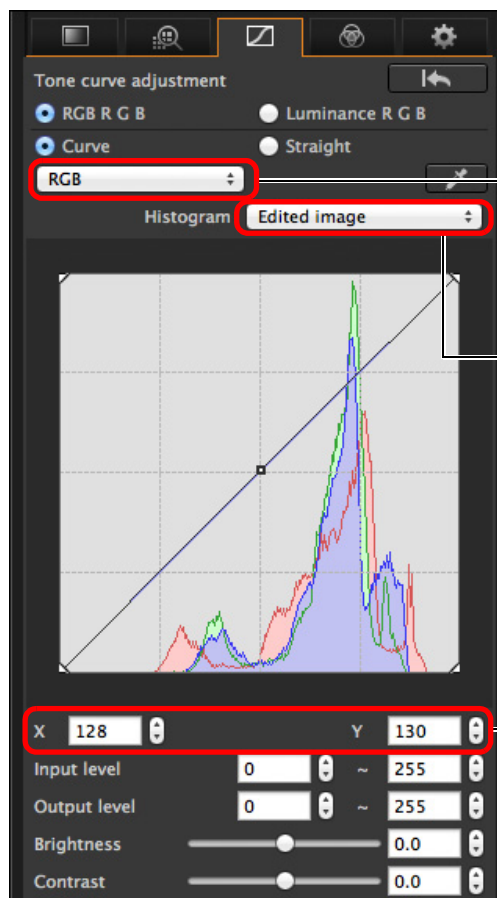 Tone curve adjustment
RGB R G B Luminance R G B
Curve Straight
RGB
Histogram Edited image
X 128 Y 130
Input level 0 ~ 255
Output level 0 ~ 255
Brightness 0.0
Contrast 0.0